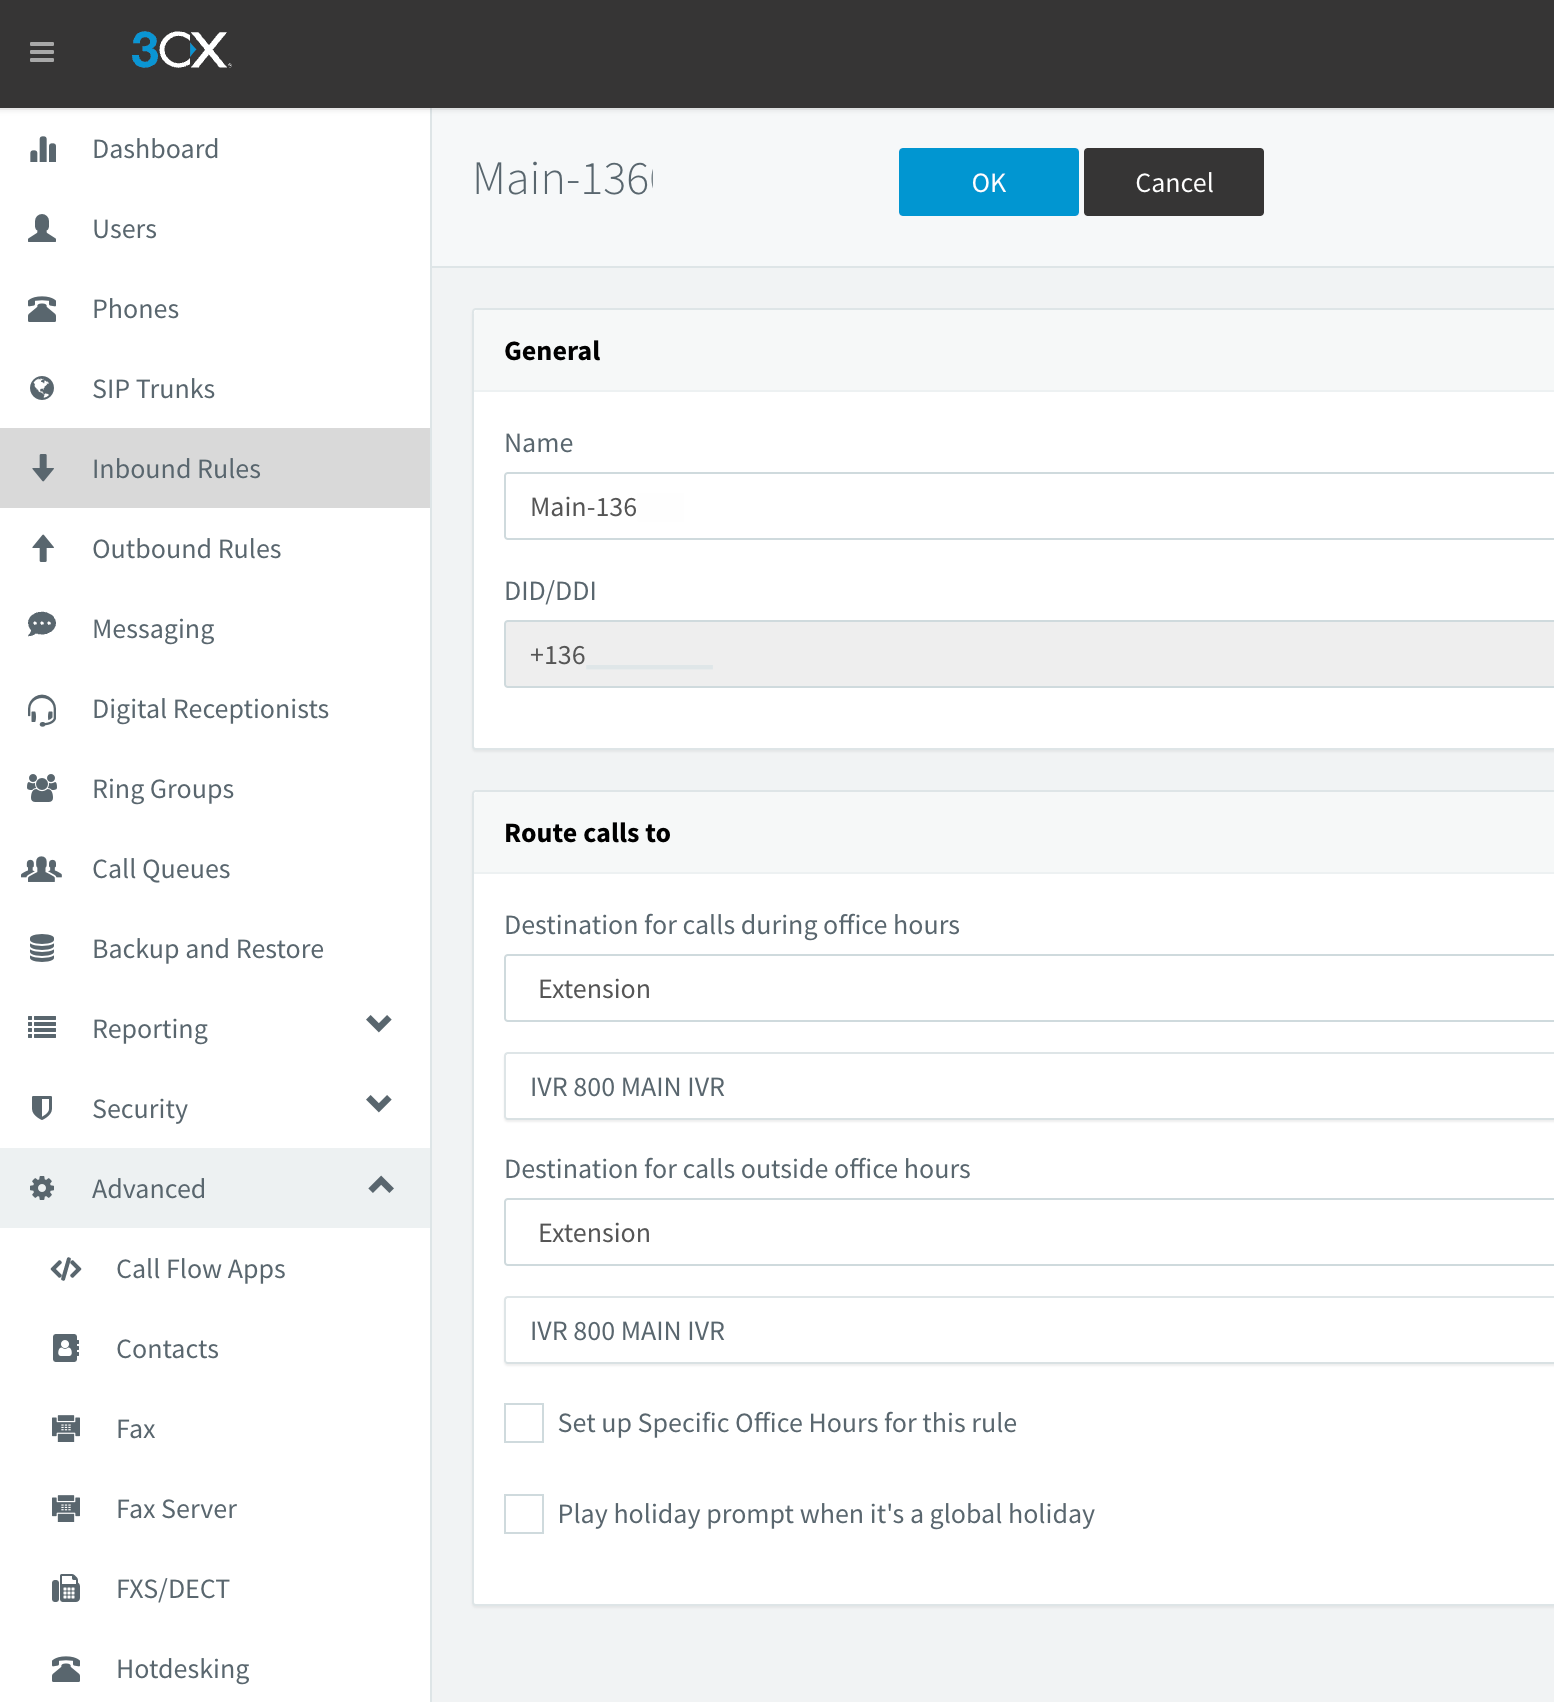 3CX
Dashboard
Users
Phones
SIP Trunks
Inbound Rules
Outbound Rules
Messaging
Digital Receptionists
Ring Groups
Call Queues
Backup and Restore
Reporting
Security
Advanced
Call Flow Apps
Contacts
Fax
Fax Server
FXS/DECT
Hotdesking
Main-136
OK
Cancel
General
Name
Main-136
DID/DDI
+136
Route calls to
Destination for calls during office hours
Extension
IVR 800 MAIN IVR
Destination for calls outside office hours
Extension
IVR 800 MAIN IVR
Set up Specific Office Hours for this rule
Play holiday prompt when it's a global holiday